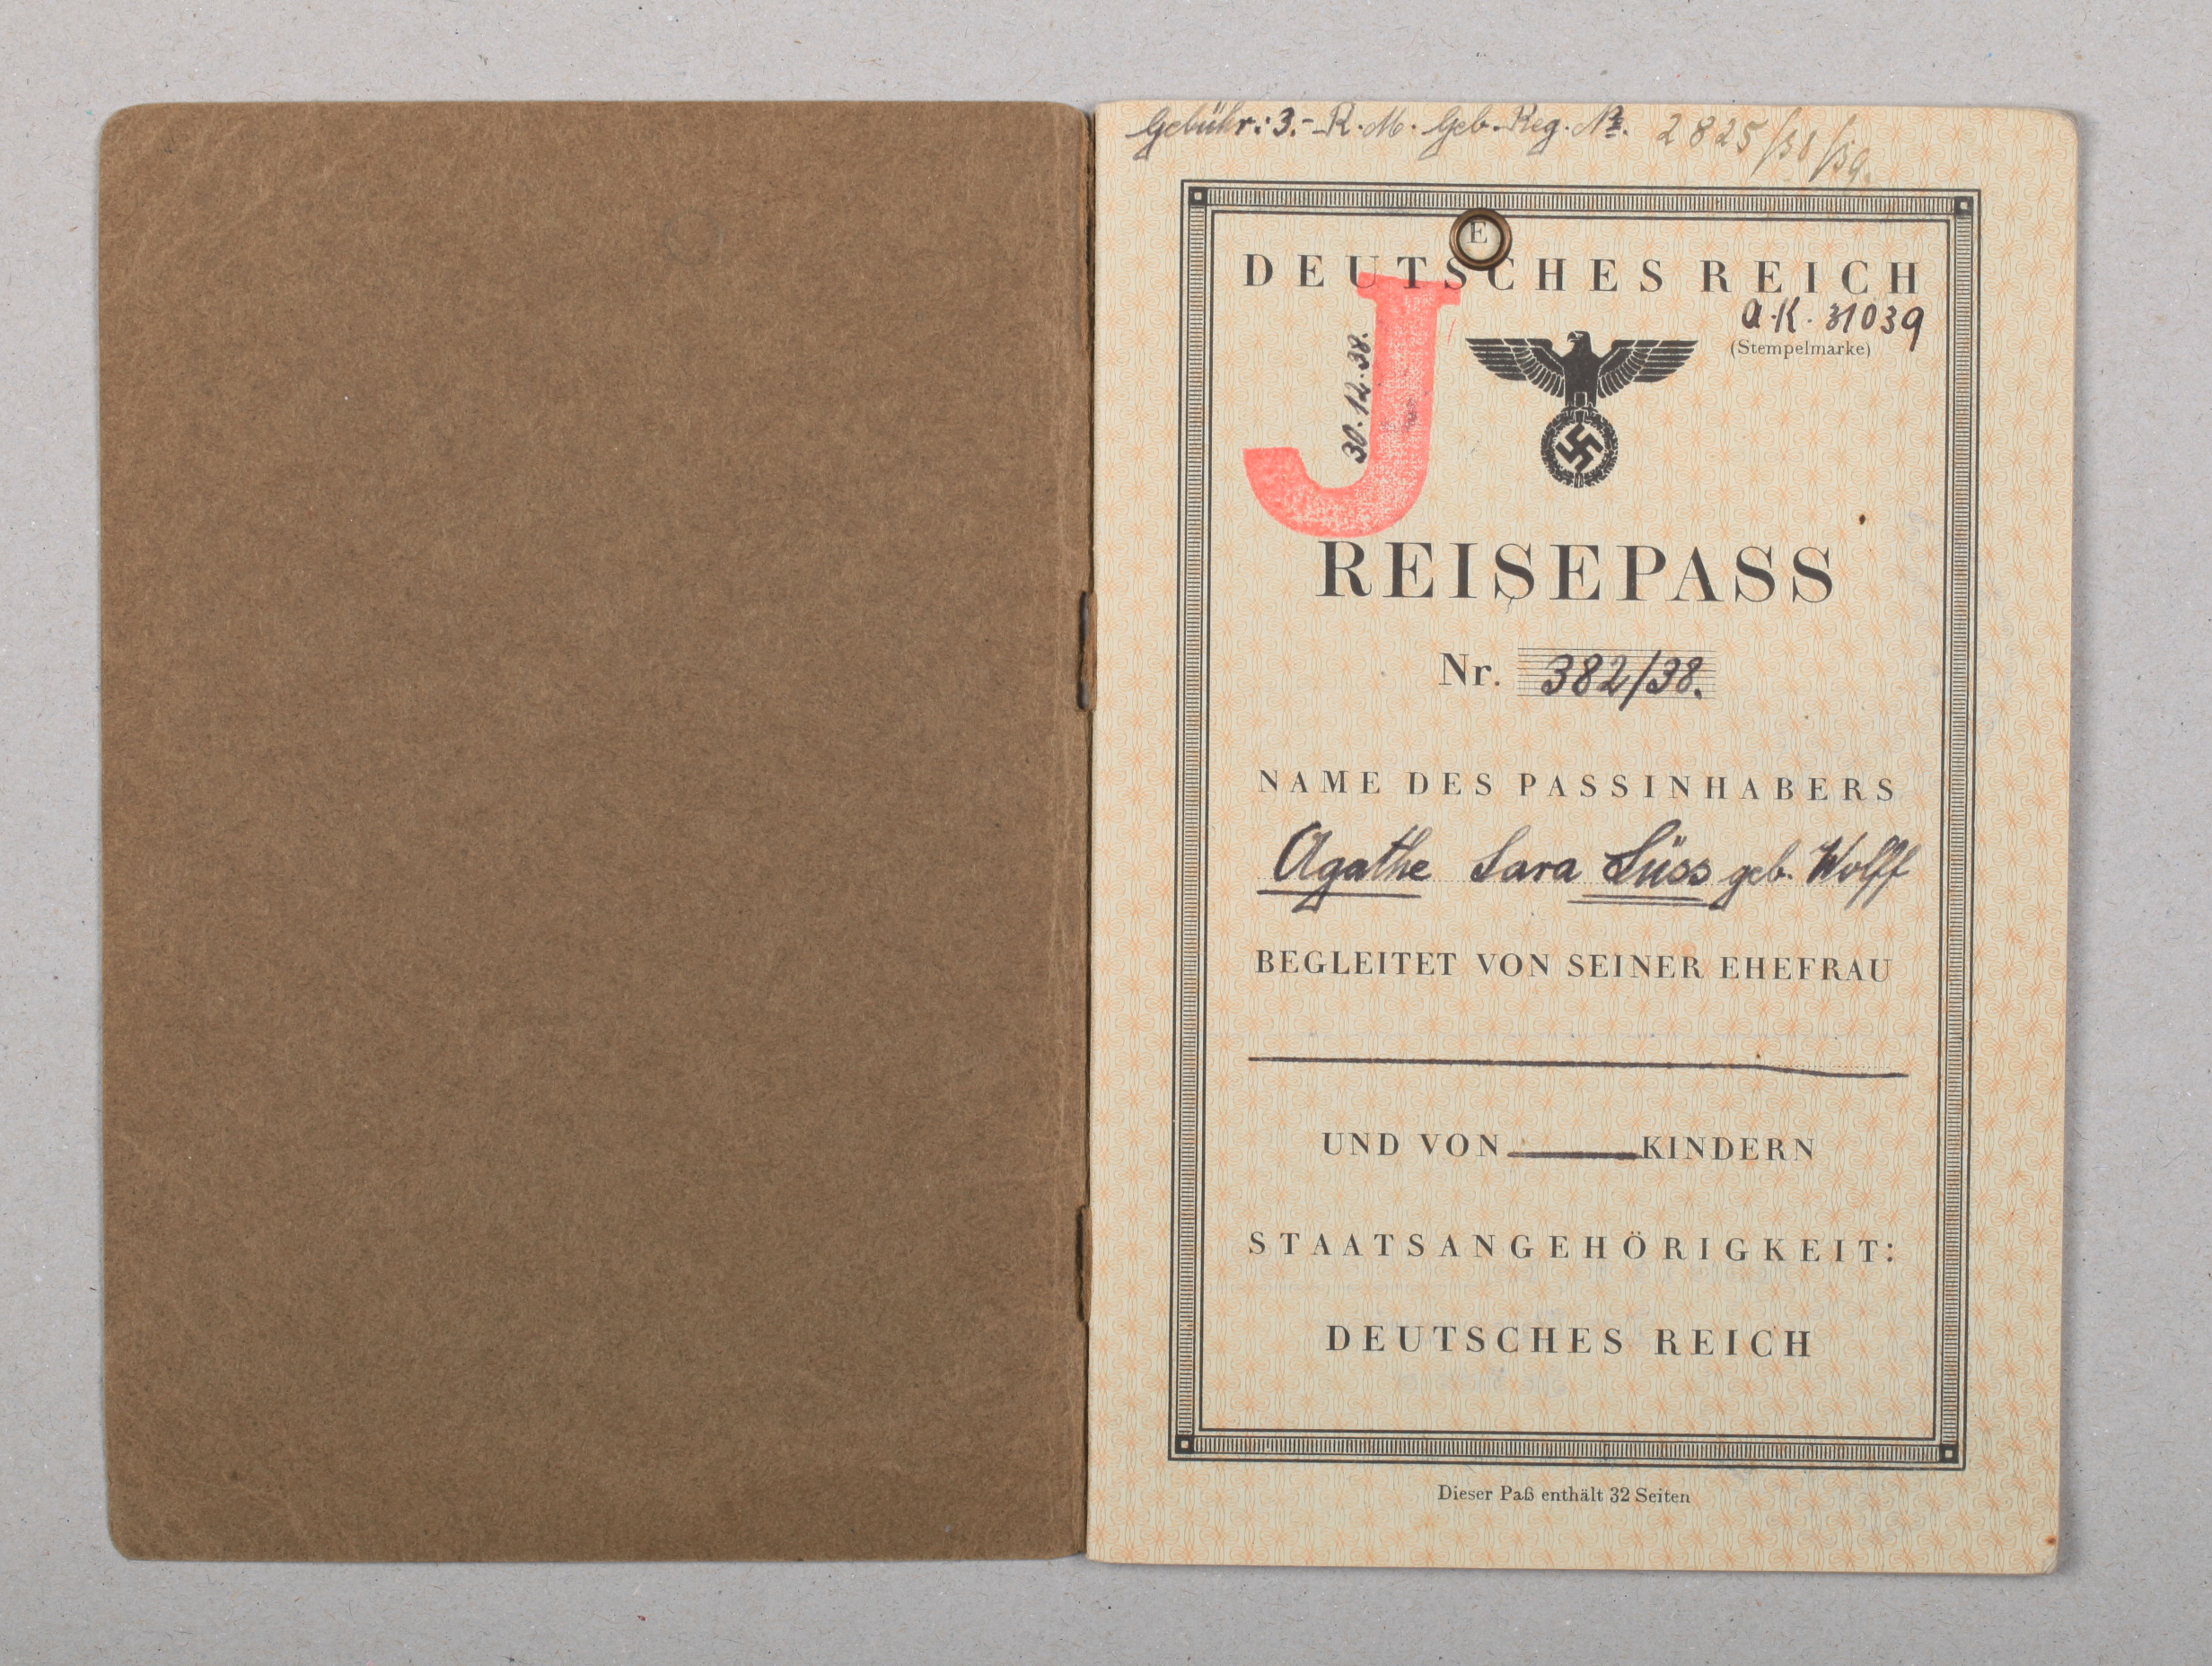 Gebühr: 3.- R.M. Geb. Reg. Nr. 2825/38/39.
E
DEUTSCHES REICH
a.K. 31039
(Stempelmarke)
J
30.12.38.
REISEPASS
Nr. 382/38.
NAME DES PASSINHABERS
Agathe Sara Süss geb. Wolff
BEGLEITET VON SEINER EHEFRAU
UND VON KINDERN
STAATSANGEHÖRIGKEIT:
DEUTSCHES REICH
Dieser Paß enthält 32 Seiten